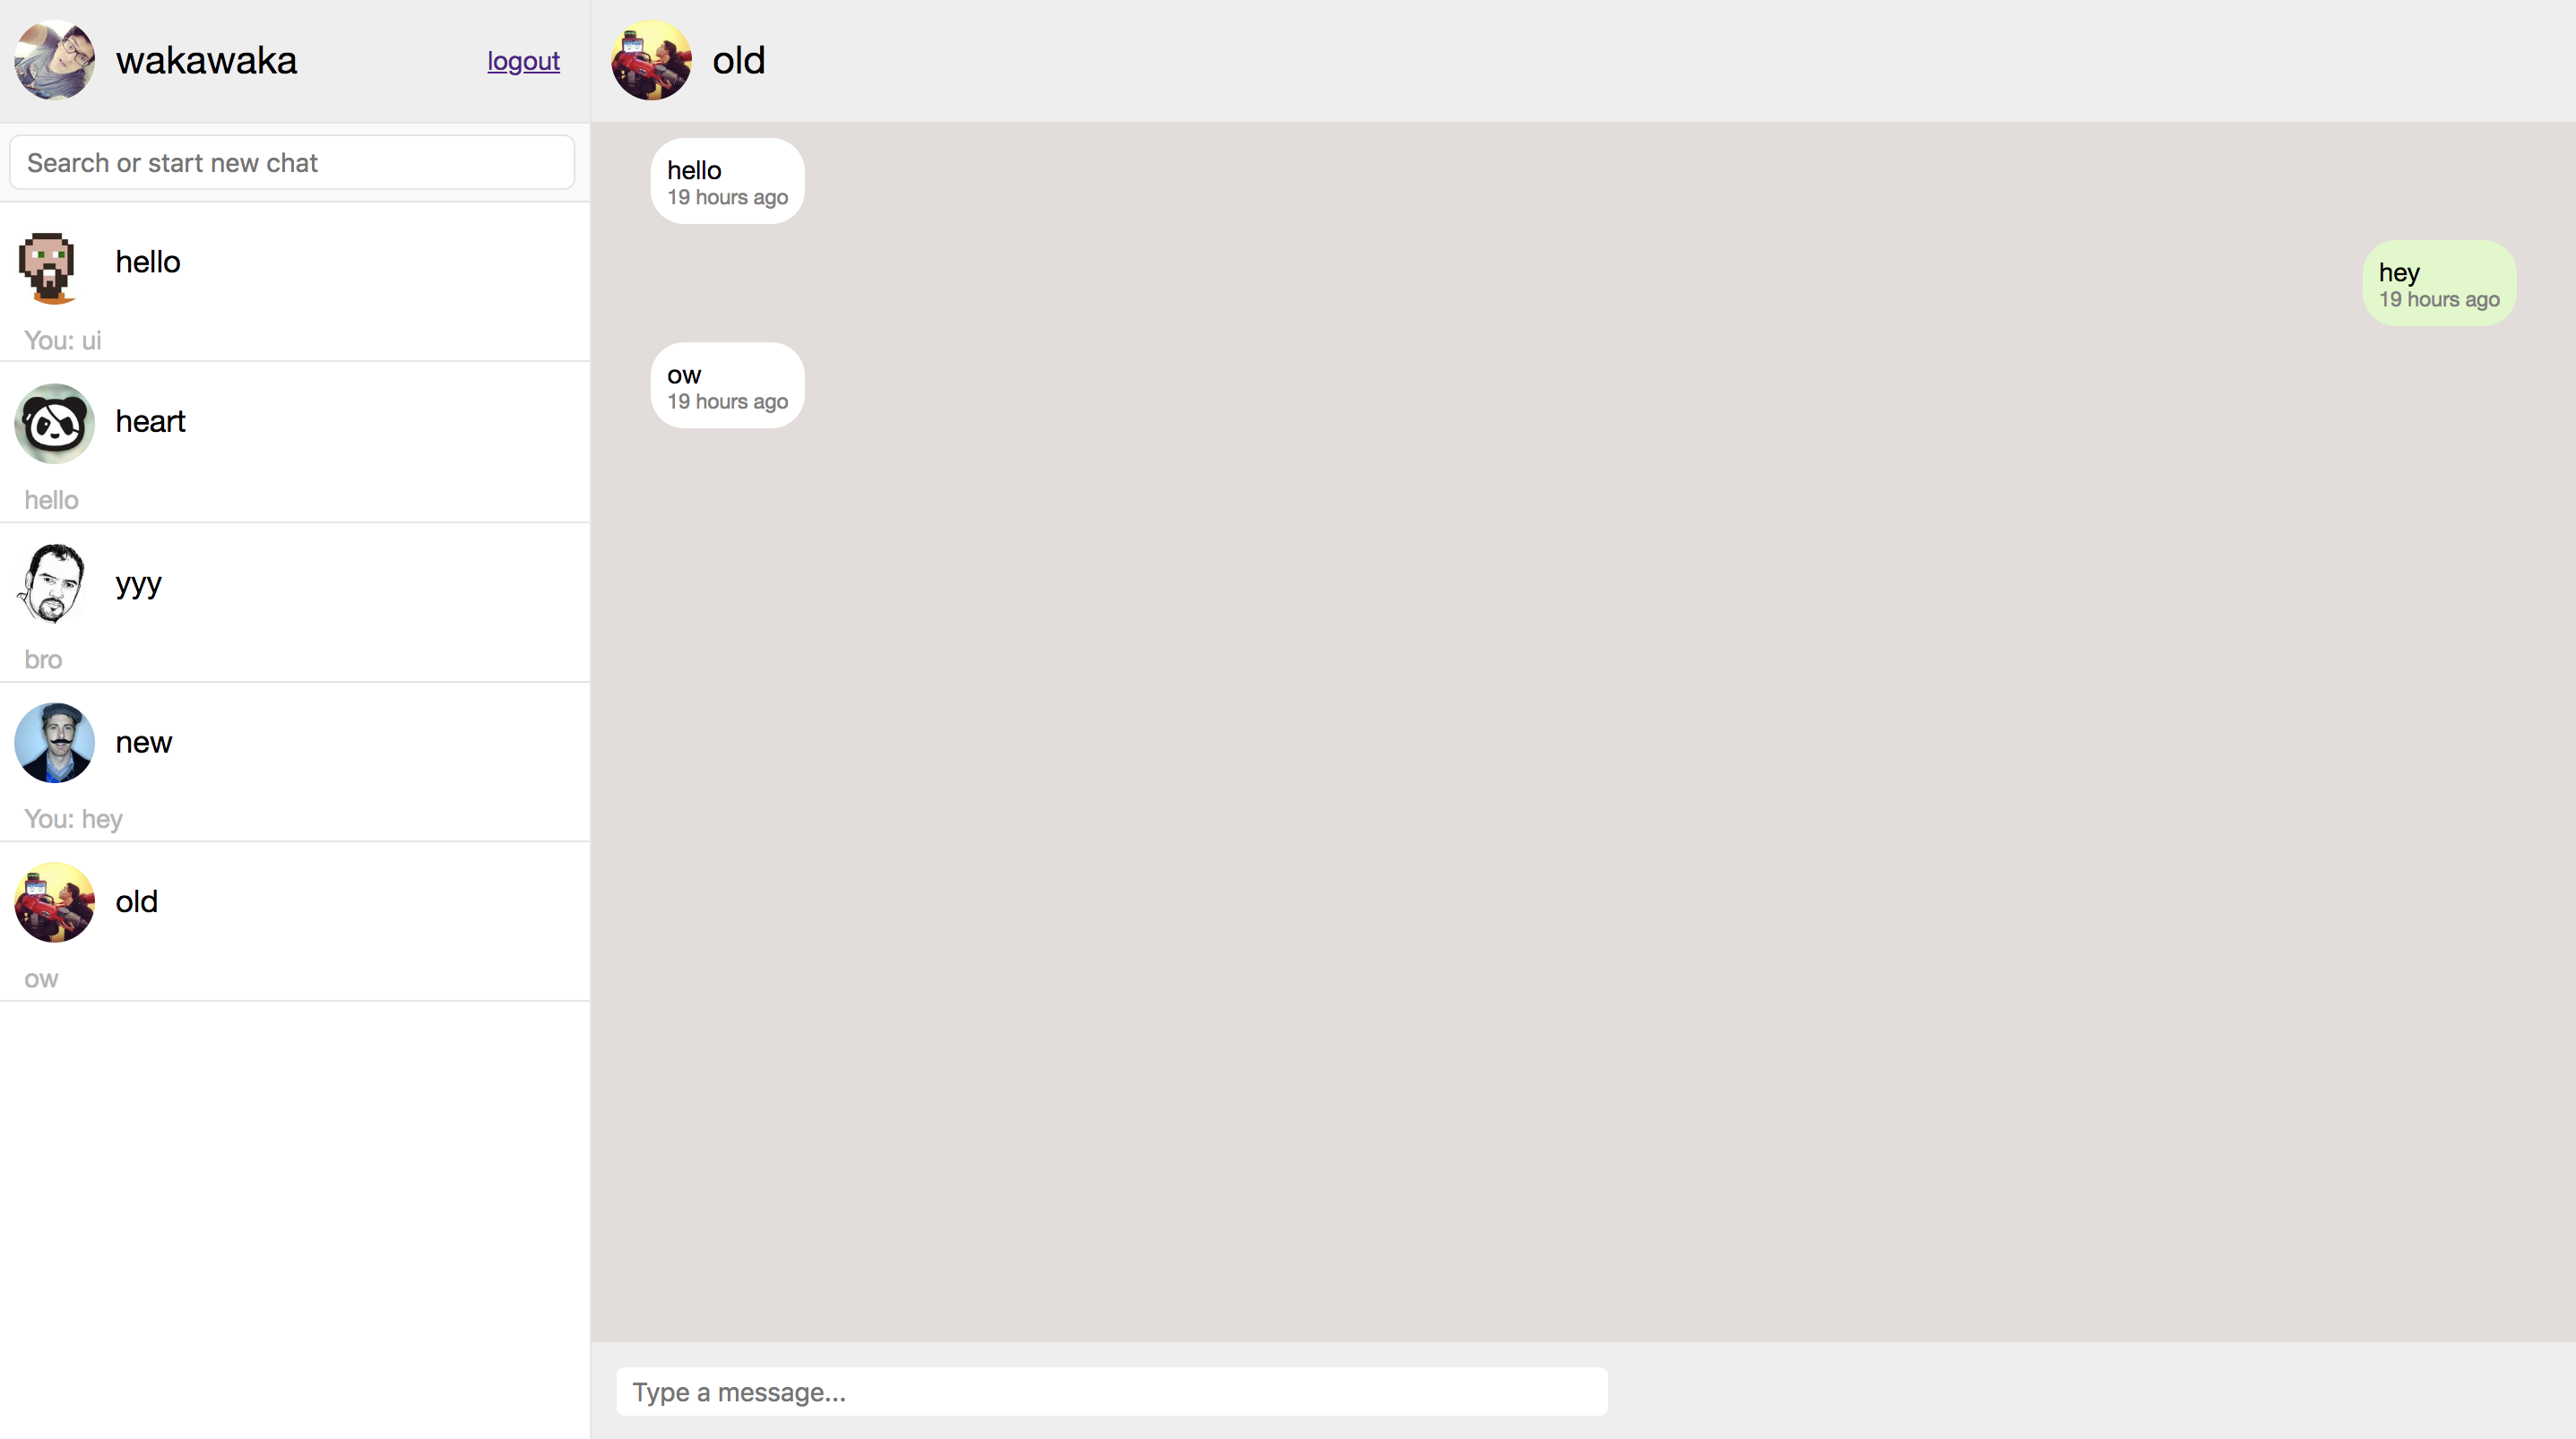 wakawaka
logout
Search or start new chat
hello
You: ui
heart
hello
yyy
bro
new
You: hey
old
ow
old
hello
19 hours ago
hey
19 hours ago
ow
19 hours ago
Type a message...